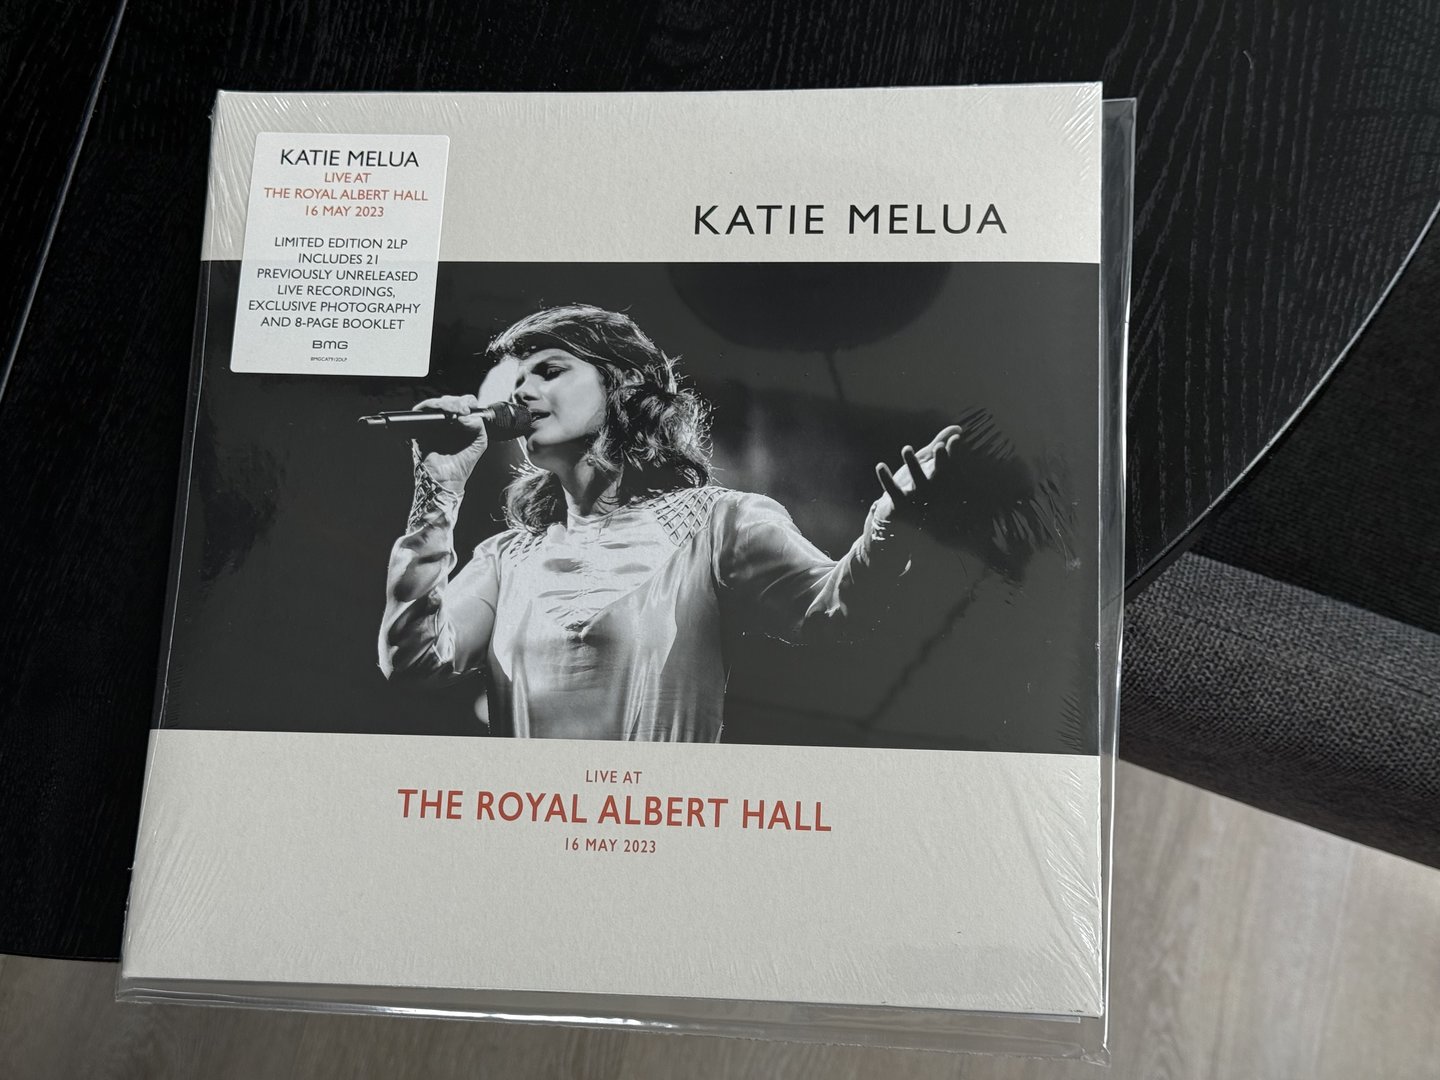 KATIE MELUA
LIVE AT
THE ROYAL ALBERT HALL
16 MAY 2023
LIMITED EDITION 2LP
INCLUDES 21
PREVIOUSLY UNRELEASED
LIVE RECORDINGS,
EXCLUSIVE PHOTOGRAPHY
AND 8-PAGE BOOKLET
BMG
BMGCAT912DLP
KATIE MELUA
LIVE AT
THE ROYAL ALBERT HALL
16 MAY 2023